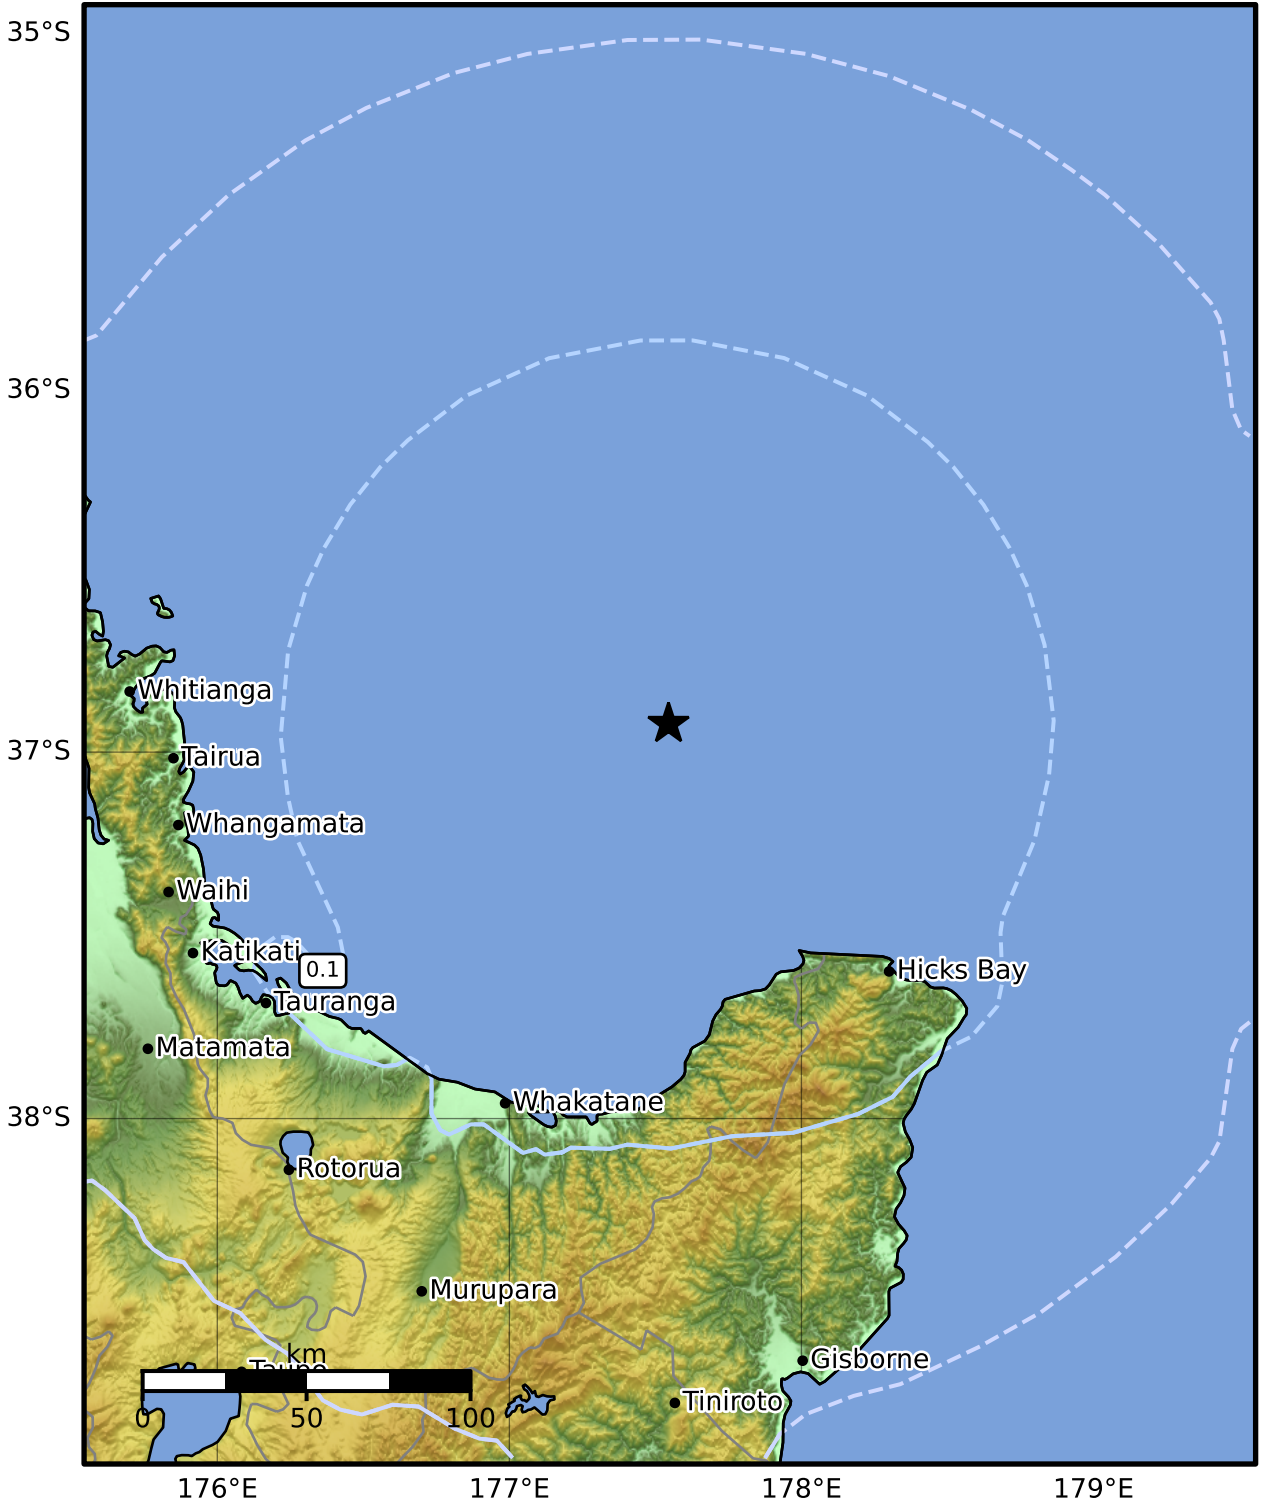 35°S
36°S
Whitianga
37°S
Tairua
Whangamata
Waihi
Katikati
0.1
Hicks Bay
Tauranga
Matamata
Whakatane
38°S
Rotorua
Murupara
km
Taupo
Gisborne
Tiniroto
0 50 100
176°E 177°E 178°E 179°E